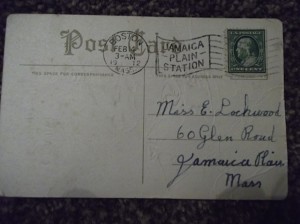 Post Card
BOSTON
FEB
3-AM
JAMAICA
PLAIN
STATION
Miss E. Lockwood
60 Glen Road
Jamaica Plain
Mass